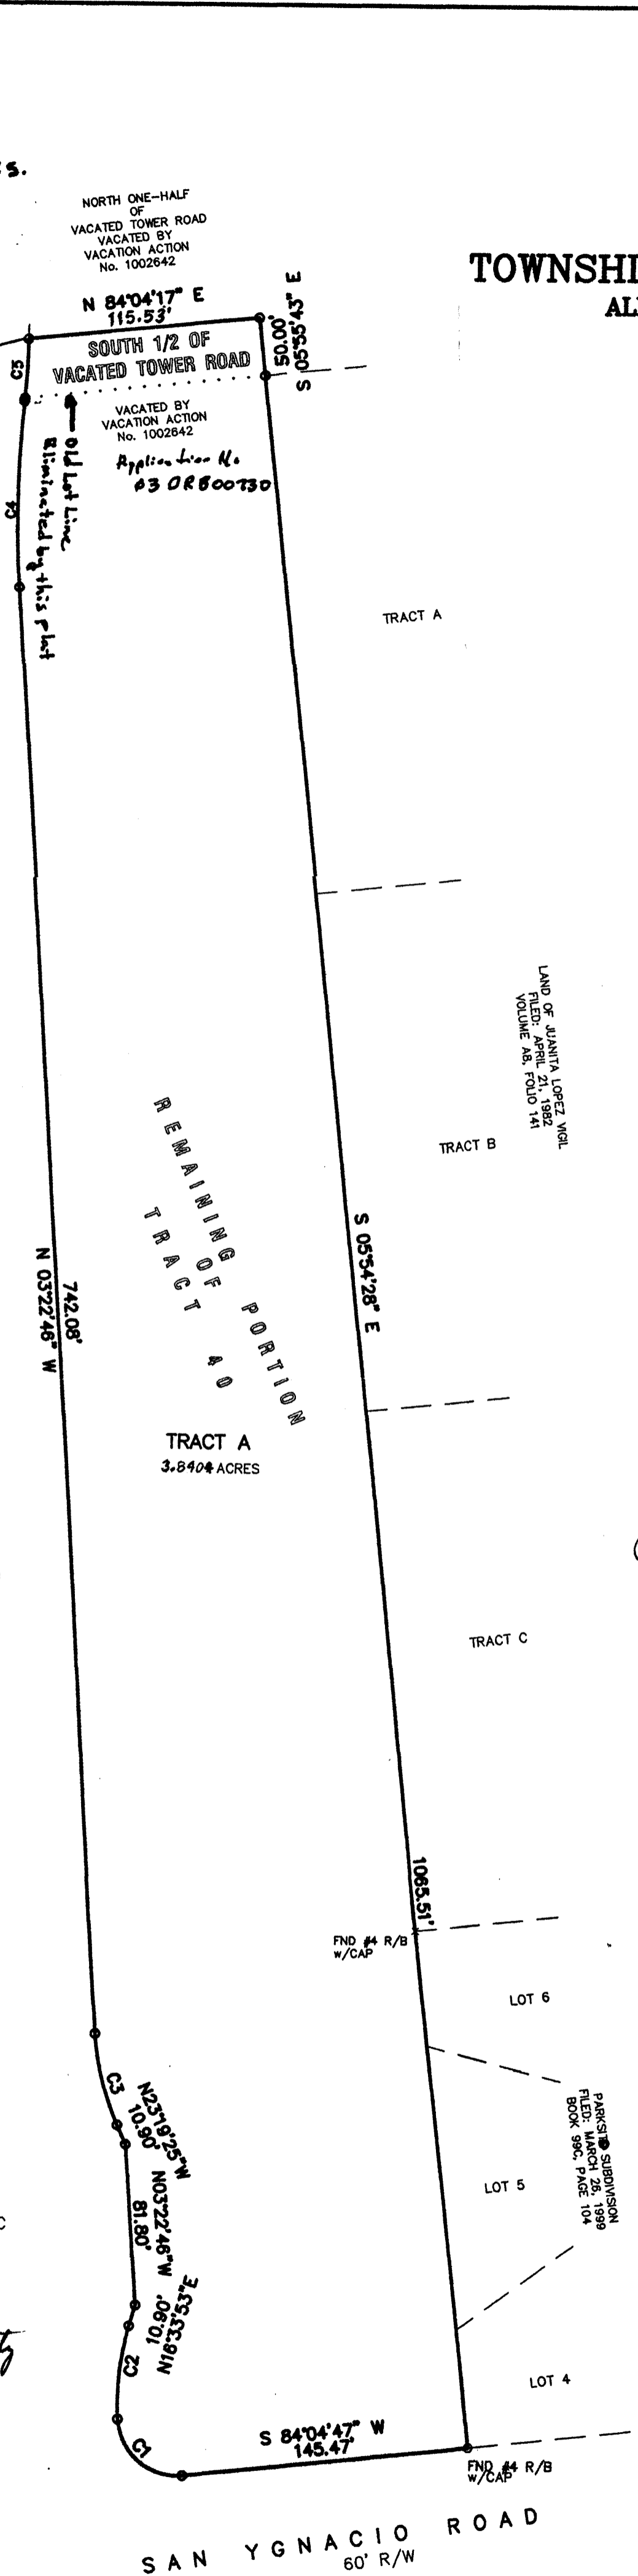 s.
NORTH ONE-HALF
OF
VACATED TOWER ROAD
VACATED BY
VACATION ACTION
No. 1002642
TOWNSHI
N 84°04'17" E
115.53'
50.00'
S 05°55'43" E
C5
SOUTH 1/2 OF
VACATED TOWER ROAD
VACATED BY
VACATION ACTION
No. 1002642
Application No.
Old Lot Line
Eliminated by this plat
C4
TRACT A
LAND OF JUANITA LOPEZ VIGIL
FILED: APRIL 21, 1982
VOLUME A8, FOLIO 141
TRACT B
REMAINING PORTION
OF
TRACT 40
S 05°54'28" E
742.08'
N 03°22'46" W
TRACT A
3.8404 ACRES
TRACT C
1065.51'
FND #4 R/B
w/CAP
LOT 6
C3
N23°19'25"W
10.90'
PARKSITE SUBDIVISION
FILED: MARCH 26, 1999
BOOK 99C, PAGE 104
LOT 5
N03°22'46"W
81.80'
N16°33'53"E
10.90'
C2
LOT 4
C1
S 84°04'47" W
145.47'
FND #4 R/B
w/CAP
SAN YGNACIO ROAD
60' R/W